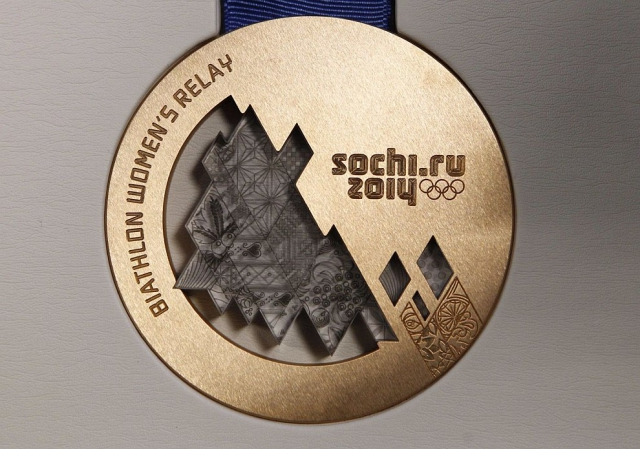 BIATHLON WOMEN'S RELAY
sochi.ru
2014